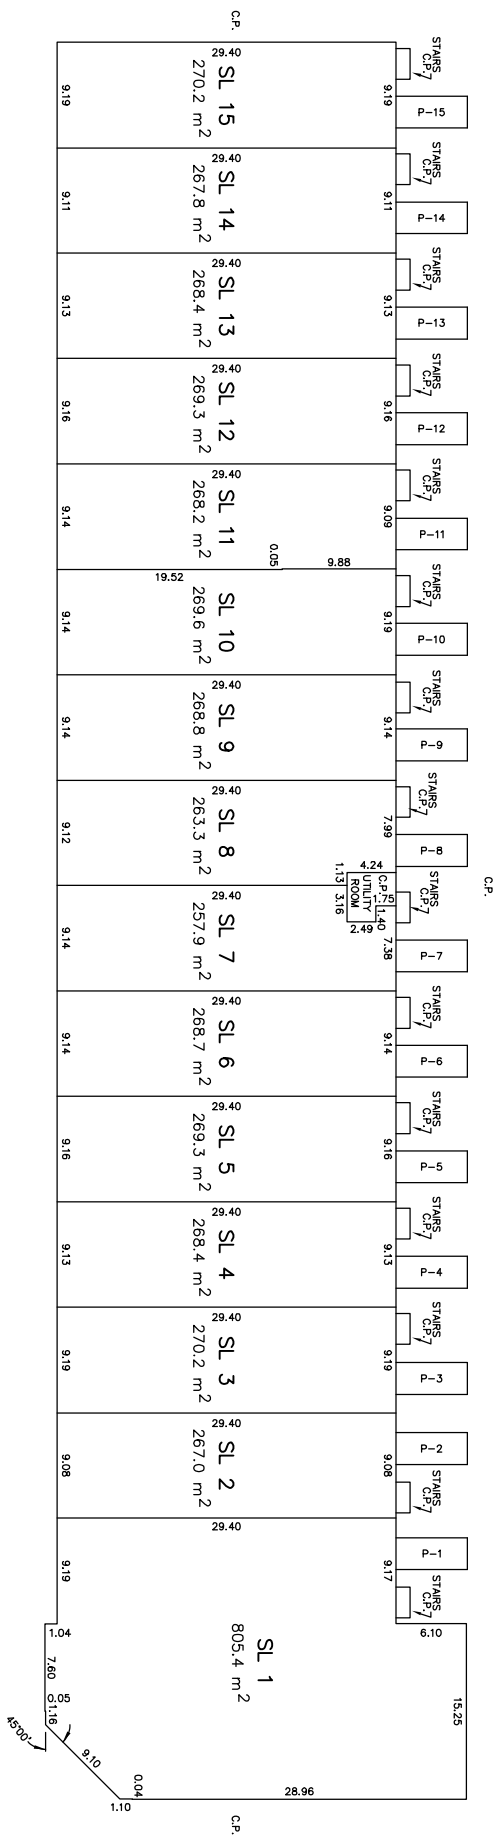 C.P.
STAIRS
C.P.
P-15
29.40
SL 15
270.2 m2
9.19
9.19
STAIRS
C.P.
P-14
29.40
SL 14
267.8 m2
9.11
9.11
STAIRS
C.P.
P-13
29.40
SL 13
268.4 m2
9.13
9.13
STAIRS
C.P.
P-12
29.40
SL 12
269.3 m2
9.16
9.16
STAIRS
C.P.
P-11
29.40
SL 11
268.2 m2
9.09
9.14
9.88
0.05
19.52
STAIRS
C.P.
P-10
SL 10
269.6 m2
9.19
9.14
STAIRS
C.P.
P-9
29.40
SL 9
268.8 m2
9.14
9.14
STAIRS
C.P.
P-8
29.40
SL 8
263.3 m2
7.99
9.12
C.P.
4.24
1.13
3.16
C.P.
UTILITY
ROOM
1.75
1.40
2.49
STAIRS
C.P.
P-7
7.38
29.40
SL 7
257.9 m2
9.14
STAIRS
C.P.
P-6
29.40
SL 6
268.7 m2
9.14
9.14
STAIRS
C.P.
P-5
29.40
SL 5
269.3 m2
9.16
9.16
STAIRS
C.P.
P-4
29.40
SL 4
268.4 m2
9.13
9.13
STAIRS
C.P.
P-3
29.40
SL 3
270.2 m2
9.19
9.19
P-2
STAIRS
C.P.
29.40
SL 2
267.0 m2
9.08
9.08
P-1
STAIRS
C.P.
29.40
9.17
9.19
6.10
1.04
SL 1
805.4 m2
15.25
7.60
0.05
1.16
45°00'
9.10
0.04
1.10
28.96
C.P.